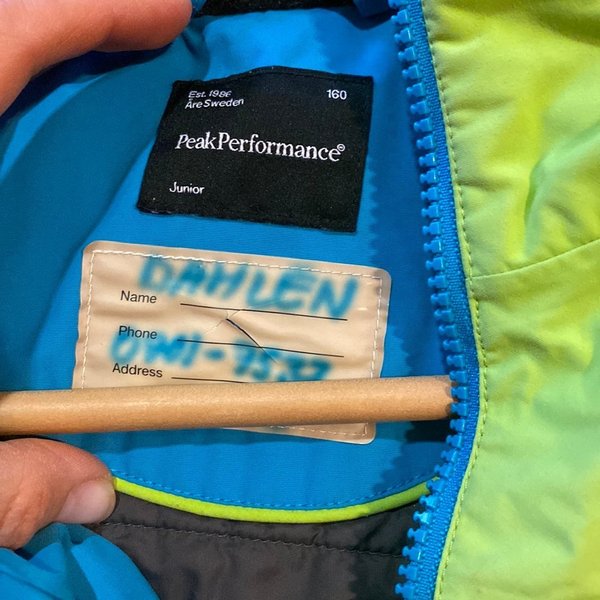 Est. 1986
160
Åre Sweden
PeakPerformance®
Junior
DAHLEN
Name
Phone
Address